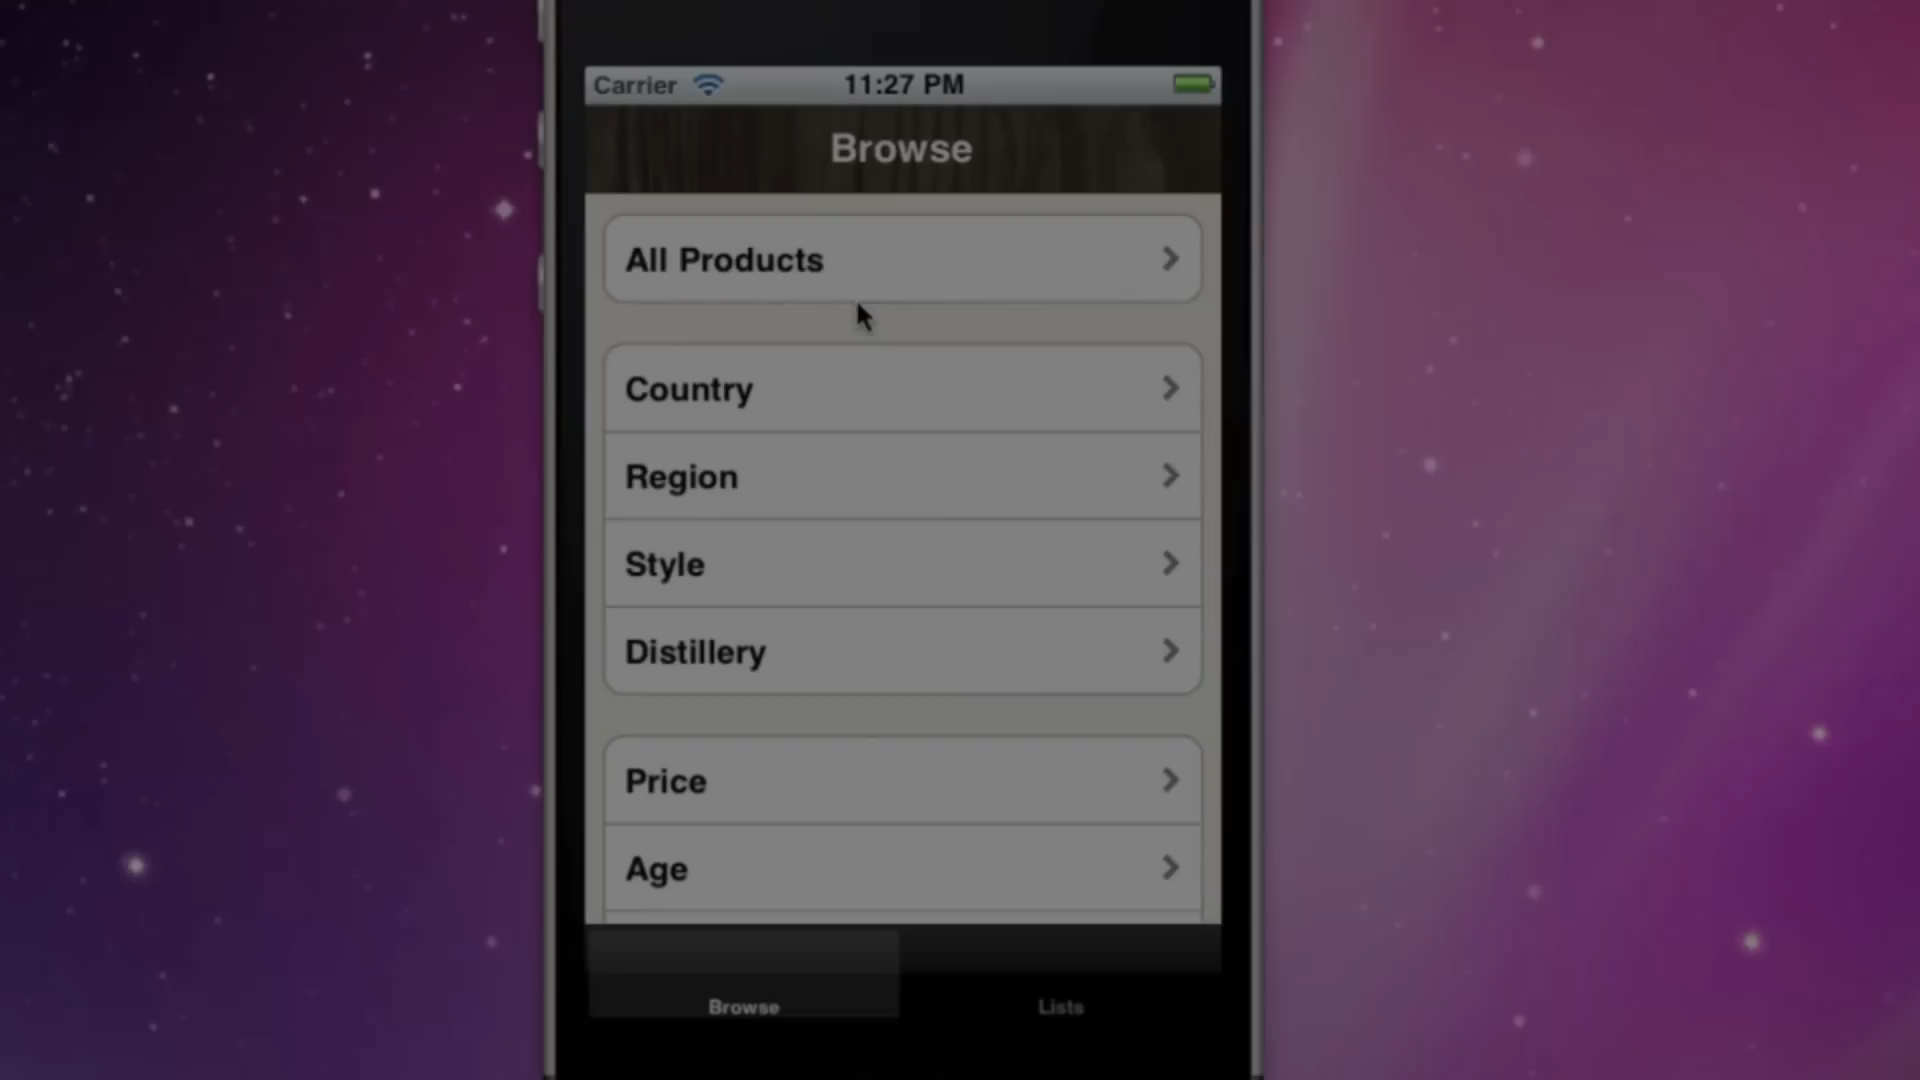 Carrier 11:27 PM
Browse
All Products
Country
Region
Style
Distillery
Price
Age
Browse Lists